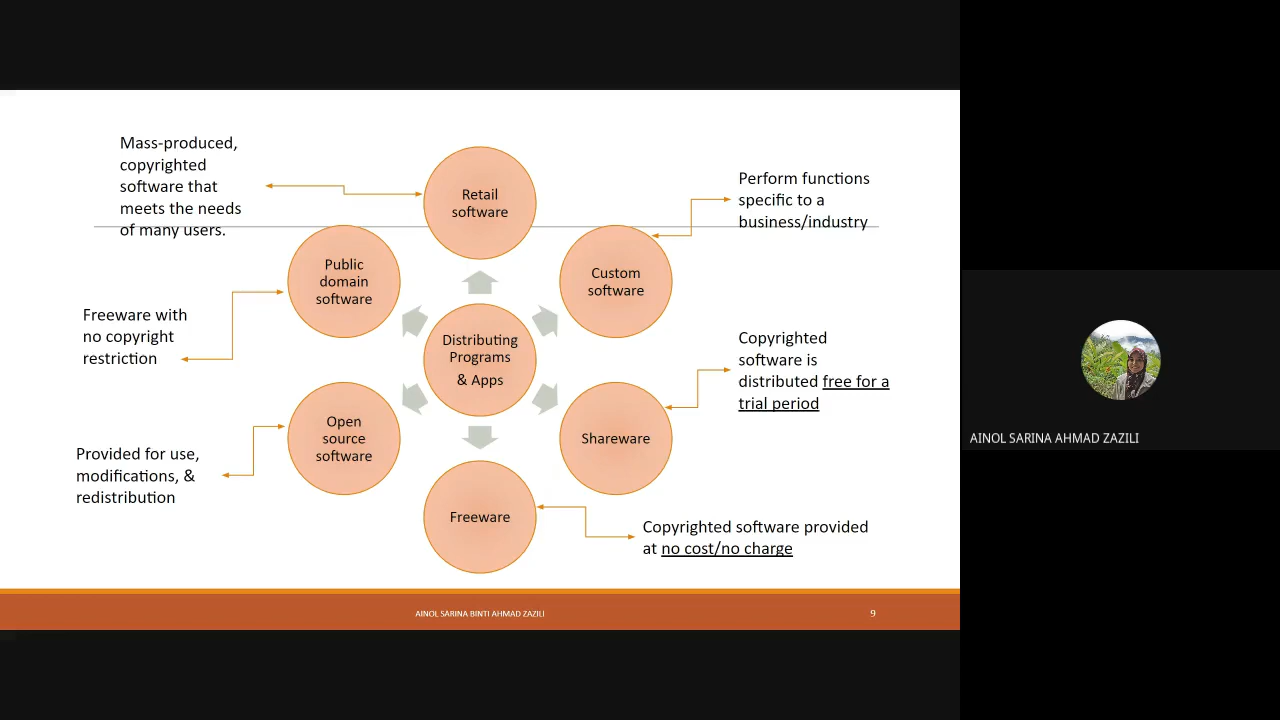 Mass-produced,
copyrighted
software that
meets the needs
of many users.
Retail
software
Perform functions
specific to a
business/industry
Public
domain
software
Custom
software
Freeware with
no copyright
restriction
Distributing
Programs
& Apps
Copyrighted
software is
distributed free for a
trial period
Open
source
software
Shareware
Provided for use,
modifications, &
redistribution
Freeware
Copyrighted software provided
at no cost/no charge
AINOL SARINA BINTI AHMAD ZAZILI
9
AINOL SARINA AHMAD ZAZILI